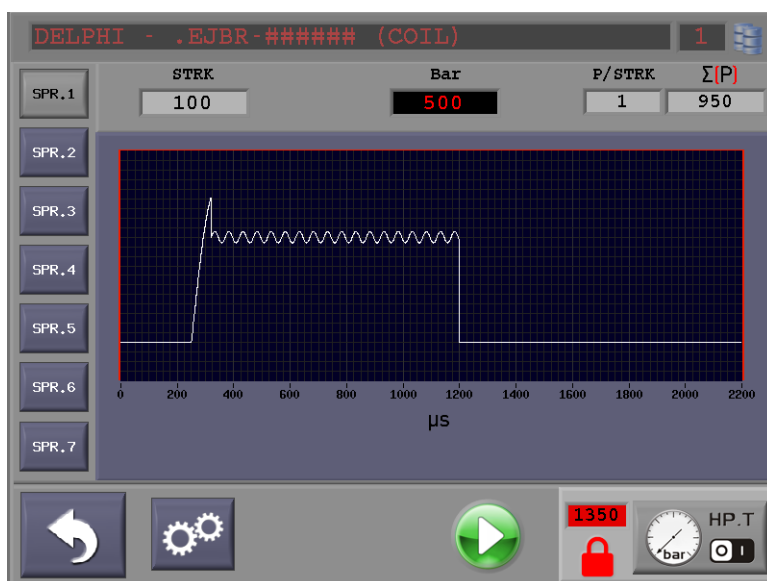 DELPHI - .EJBR-###### (COIL) 1
STRK Bar P/STRK Σ(P)
SPR.1 100 500 1 950
SPR.2
SPR.3
SPR.4
SPR.5
SPR.6
SPR.7
0 200 400 600 800 1000 1200 1400 1600 1800 2000 2200
µs
1350 HP.T
bar O I